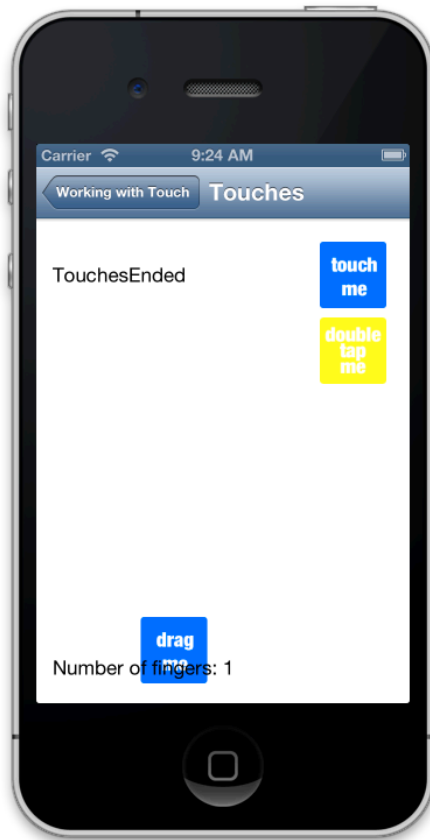 Carrier 9:24 AM
Working with Touch Touches
TouchesEnded
touch
me
double
tap
me
drag
me
Number of fingers: 1